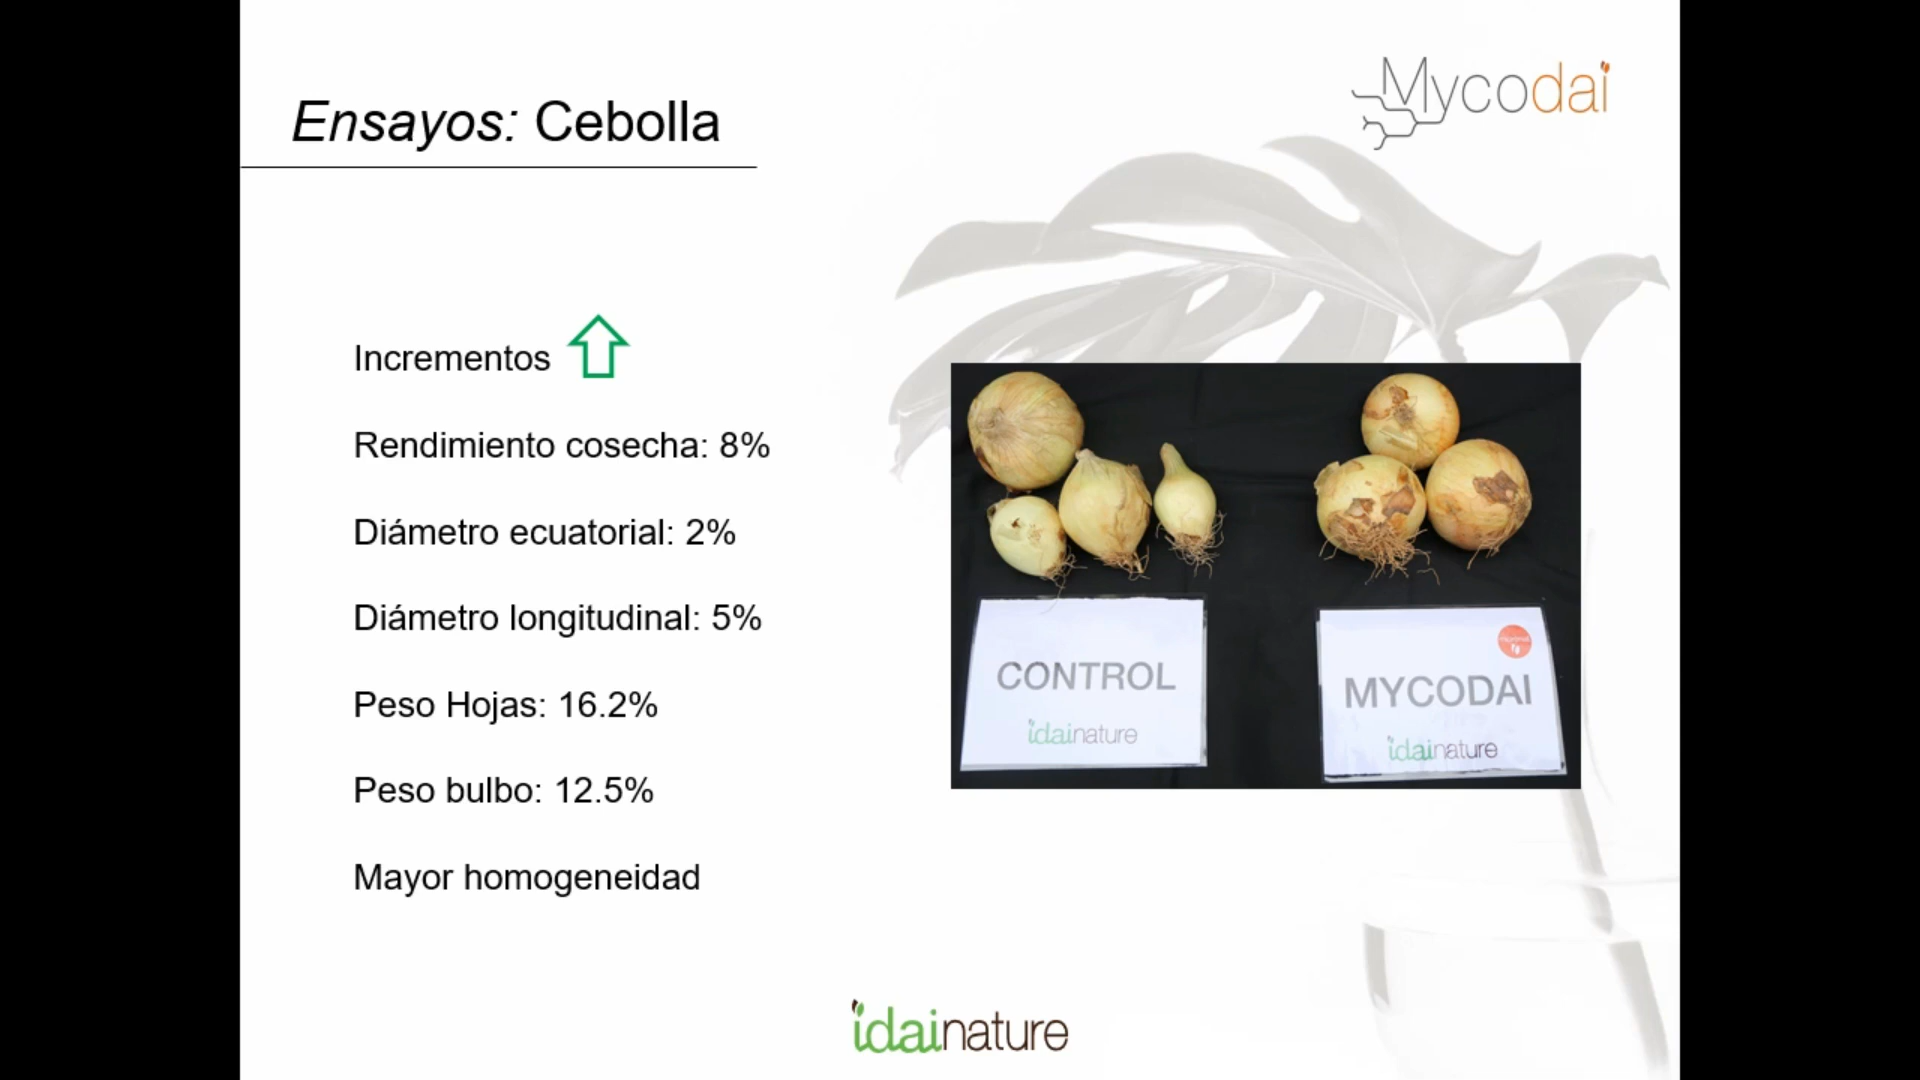 Ensayos: Cebolla
Mycodai
Incrementos
Rendimiento cosecha: 8%
Diámetro ecuatorial: 2%
Diámetro longitudinal: 5%
Peso Hojas: 16.2%
Peso bulbo: 12.5%
Mayor homogeneidad
CONTROL
idainature
MYCODAI
idainature
idainature